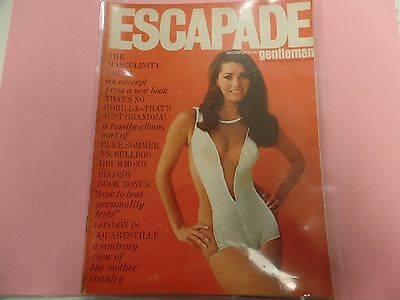 ESCAPADE
INCORPORATING gentleman
THE
MASCULINITY
an excerpt
from a new book
THAT'S NO
GORILLA-THAT'S
JUST GRANDMA!
a family album,
sort of
ELKE SOMMER
VS. BULLDOG
DRUMMOND
SECOND
BOOK BONUS
"how to beat
personality
tests"
LONDON IS
SQUARESVILLE
a contrary
view of
the mother
country